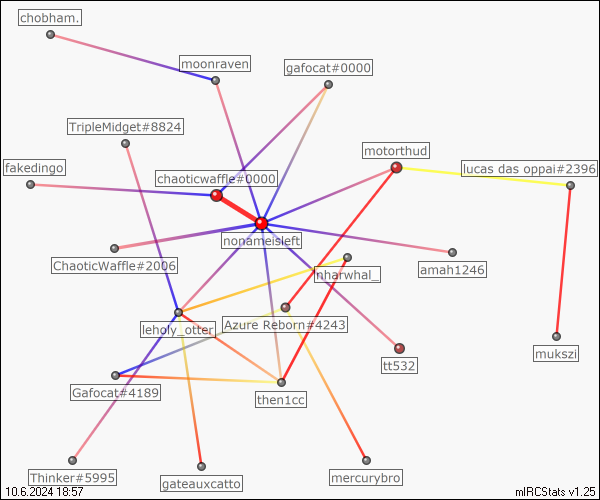 chobham.
moonraven
gafocat#0000
TripleMidget#8824
motorthud
fakedingo
chaoticwaffle#0000
lucas das oppai#2396
nonameisleft
ChaoticWaffle#2006
nharwhal_
amah1246
leholy_otter
Azure Reborn#4243
mukszi
tt532
Gafocat#4189
then1cc
Thinker#5995
gateauxcatto
mercurybro
10.6.2024 18:57
mIRCStats v1.25